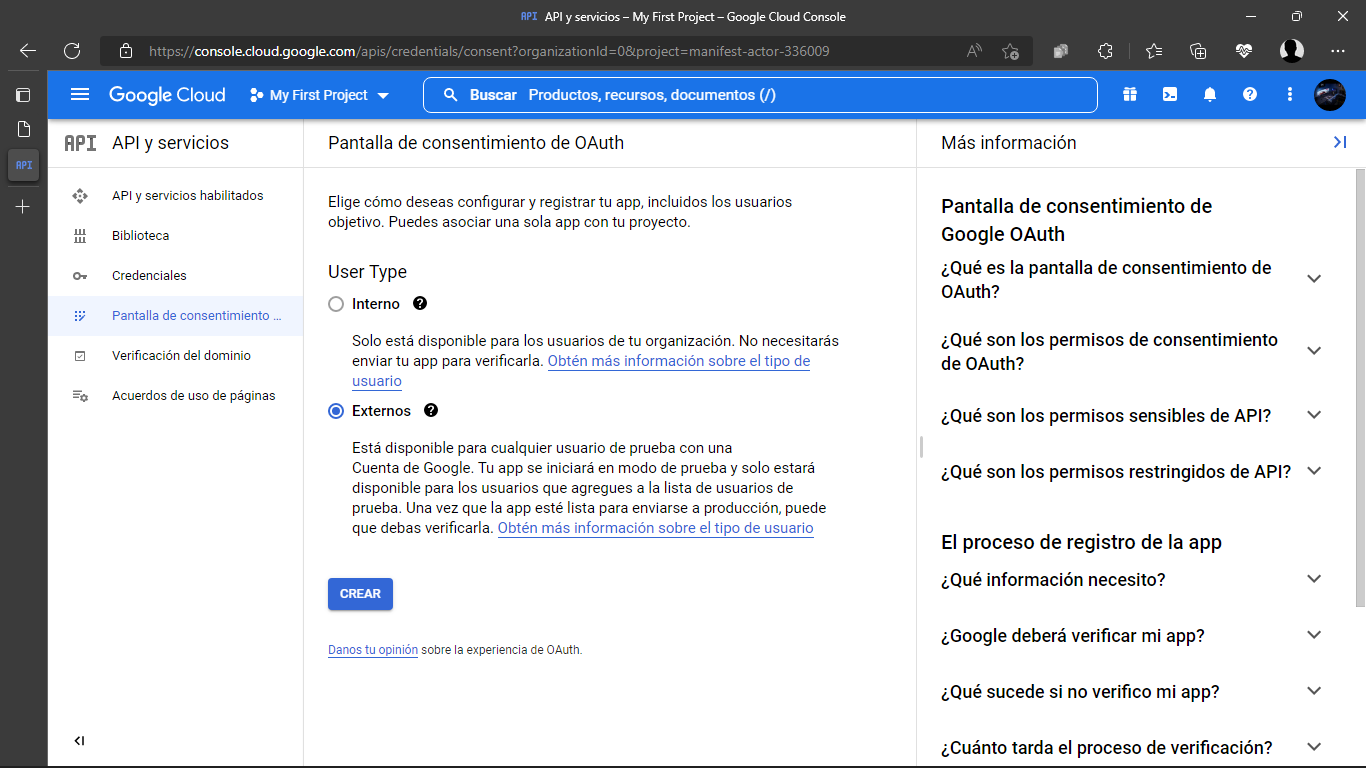 API API y servicios – My First Project – Google Cloud Console
https://console.cloud.google.com/apis/credentials/consent?organizationId=0&project=manifest-actor-336009
API
Google Cloud
My First Project
Buscar Productos, recursos, documentos (/)
API API y servicios
API y servicios habilitados
Biblioteca
Credenciales
Pantalla de consentimiento ...
Verificación del dominio
Acuerdos de uso de páginas
Pantalla de consentimiento de OAuth
Elige cómo deseas configurar y registrar tu app, incluidos los usuarios
objetivo. Puedes asociar una sola app con tu proyecto.
User Type
Interno
Solo está disponible para los usuarios de tu organización. No necesitarás
enviar tu app para verificarla. Obtén más información sobre el tipo de
usuario
Externos
Está disponible para cualquier usuario de prueba con una
Cuenta de Google. Tu app se iniciará en modo de prueba y solo estará
disponible para los usuarios que agregues a la lista de usuarios de
prueba. Una vez que la app esté lista para enviarse a producción, puede
que debas verificarla. Obtén más información sobre el tipo de usuario
CREAR
Danos tu opinión sobre la experiencia de OAuth.
Más información
Pantalla de consentimiento de
Google OAuth
¿Qué es la pantalla de consentimiento de
OAuth?
¿Qué son los permisos de consentimiento
de OAuth?
¿Qué son los permisos sensibles de API?
¿Qué son los permisos restringidos de API?
El proceso de registro de la app
¿Qué información necesito?
¿Google deberá verificar mi app?
¿Qué sucede si no verifico mi app?
¿Cuánto tarda el proceso de verificación?